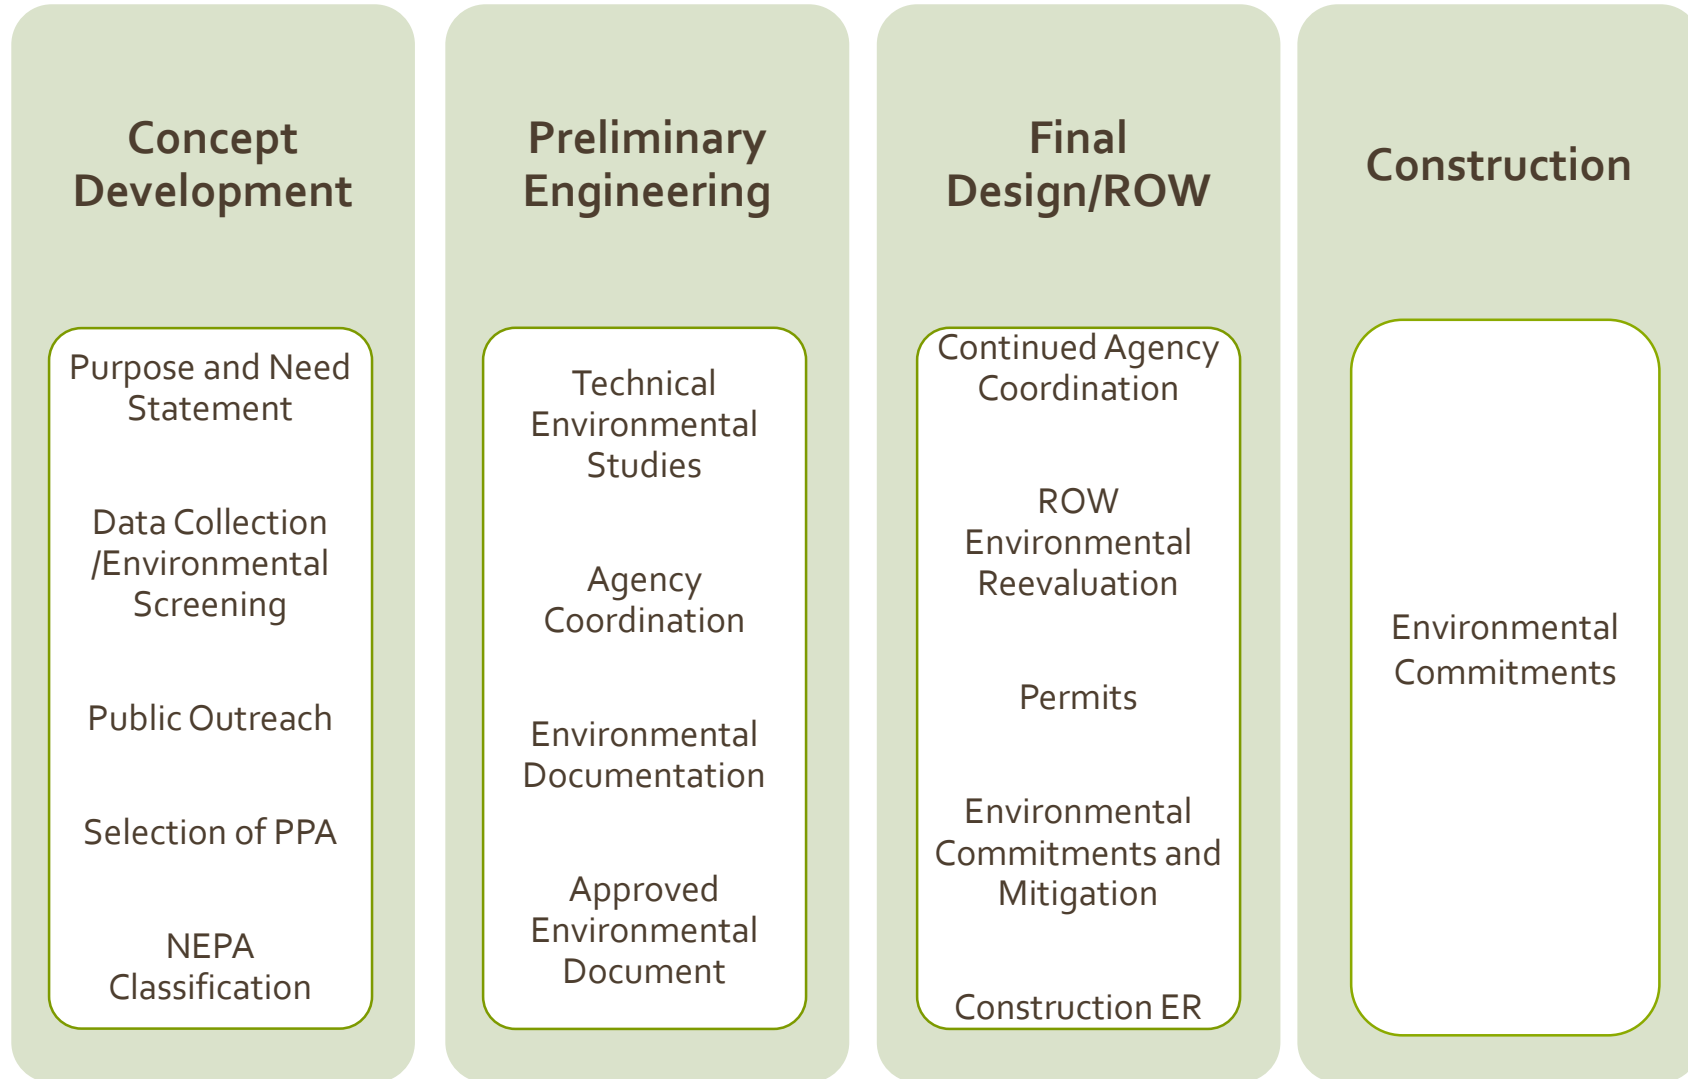 Concept
Development
Purpose and Need
Statement
Data Collection
/Environmental
Screening
Public Outreach
Selection of PPA
NEPA
Classification
Preliminary
Engineering
Technical
Environmental
Studies
Agency
Coordination
Environmental
Documentation
Approved
Environmental
Document
Final
Design/ROW
Continued Agency
Coordination
ROW
Environmental
Reevaluation
Permits
Environmental
Commitments and
Mitigation
Construction ER
Construction
Environmental
Commitments